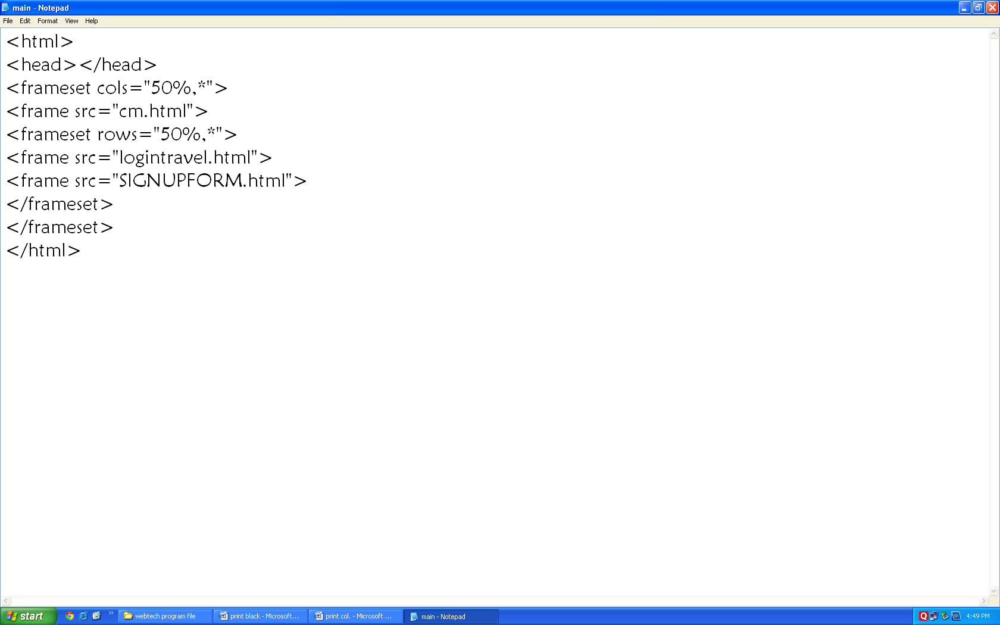 main - Notepad
File Edit Format View Help
<html>
<head></head>
<frameset cols="50%,*">
<frame src="cm.html">
<frameset rows="50%,*">
<frame src="logintravel.html">
<frame src="SIGNUPFORM.html">
</frameset>
</frameset>
</html>
start » webtech program file print black - Microsoft... print col. - Microsoft ... main - Notepad Q 4:49 PM